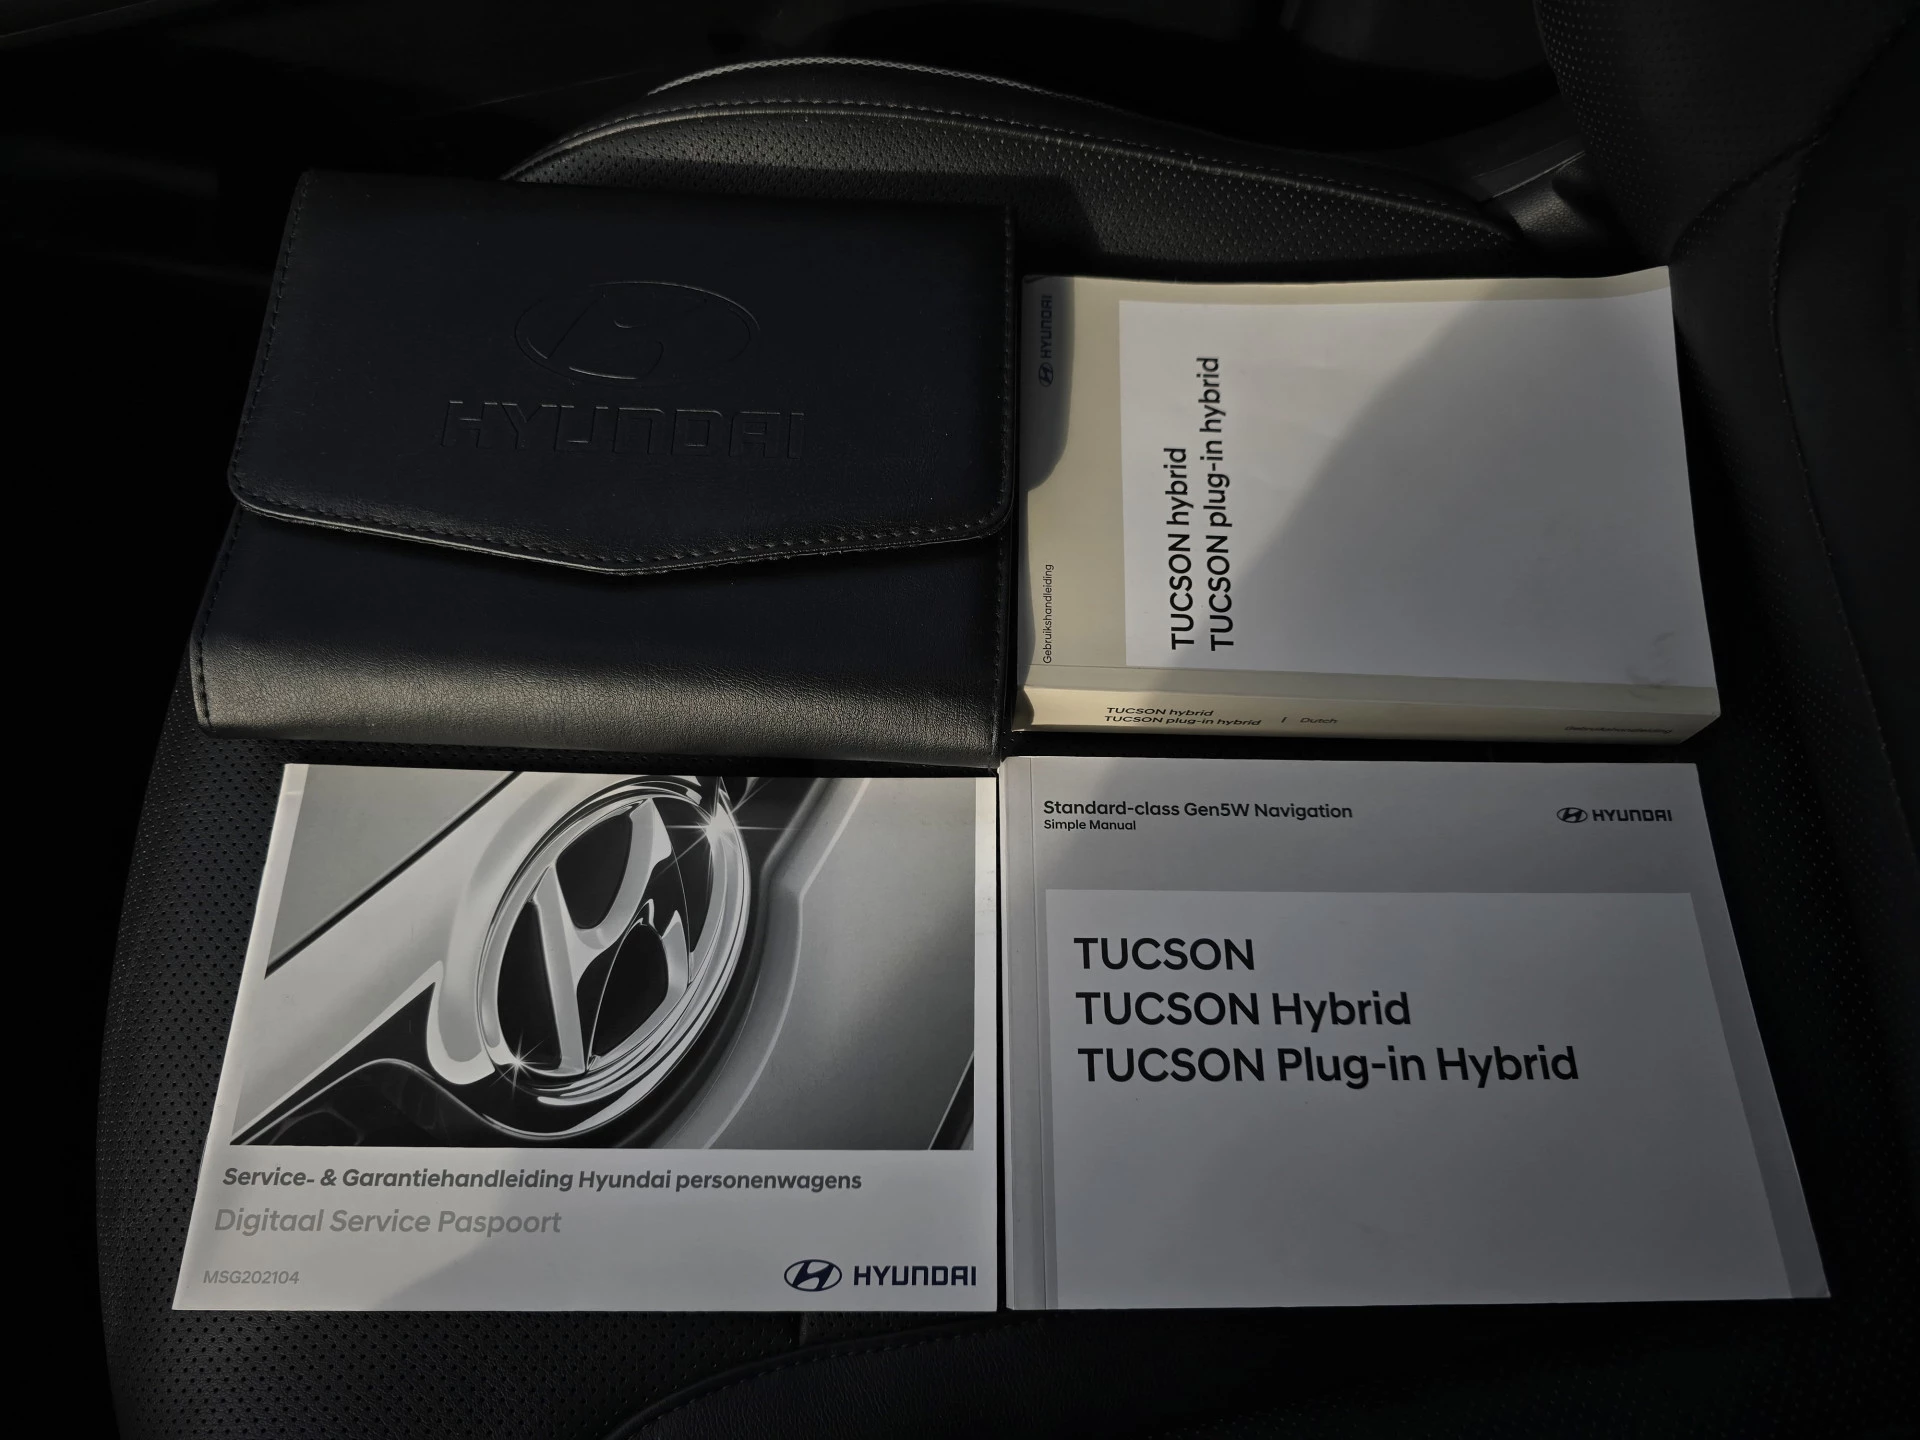 HYUNDAI
HYUNDAI
Gebruikshandleiding
TUCSON hybrid
TUCSON plug-in hybrid
TUCSON hybrid
TUCSON plug-in hybrid | Dutch
Gebruikshandleiding
Service- & Garantiehandleiding Hyundai personenwagens
Digitaal Service Paspoort
MSG202104
HYUNDAI
Standard-class Gen5W Navigation
Simple Manual
HYUNDAI
TUCSON
TUCSON Hybrid
TUCSON Plug-in Hybrid